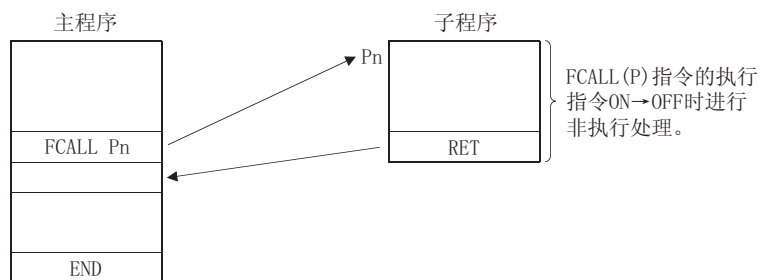 主程序
子程序
Pn
FCALL(P)指令的执行
指令ON→OFF时进行
非执行处理。
FCALL Pn
RET
END